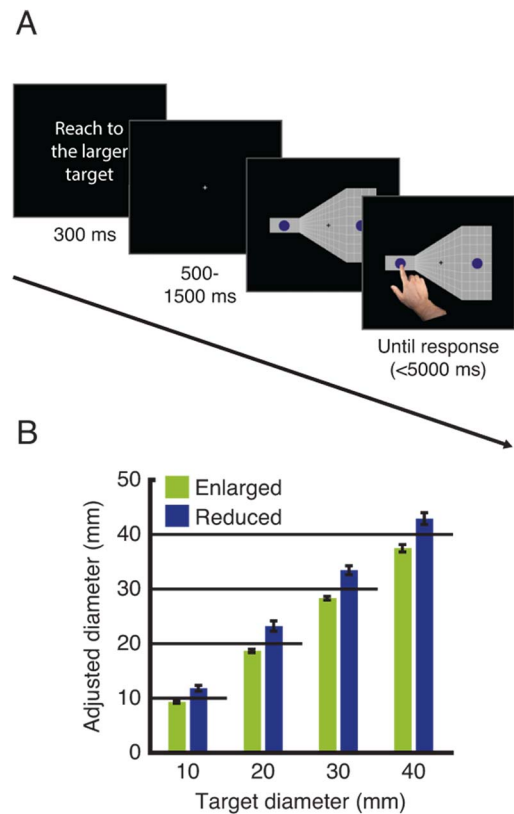 A
Reach to
the larger
target
300 ms
500-
1500 ms
Until response
(<5000 ms)
B
Enlarged
Reduced
Adjusted diameter (mm)
50
40
30
20
10
0
10 20 30 40
Target diameter (mm)